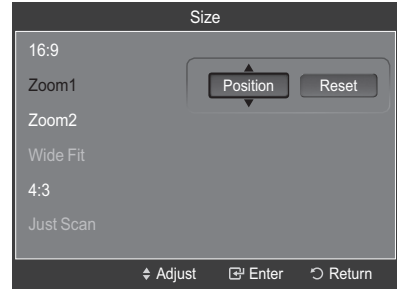 Size
16:9
Zoom1
Position Reset
Zoom2
Wide Fit
4:3
Just Scan
Adjust Enter Return